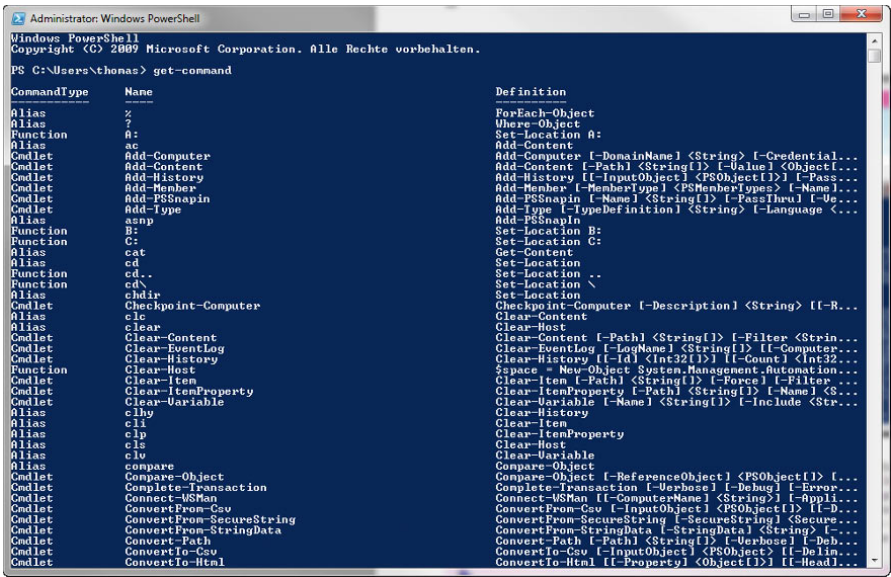 Administrator: Windows PowerShell
Windows PowerShell
Copyright (C) 2009 Microsoft Corporation. Alle Rechte vorbehalten.
PS C:\Users\thomas> get-command
CommandType Name Definition
----------- ---- ----------
Alias % ForEach-Object
Alias ? Where-Object
Function A: Set-Location A:
Alias ac Add-Content
Cmdlet Add-Computer Add-Computer [-DomainName] <String> [-Credential...
Cmdlet Add-Content Add-Content [-Path] <String[]> [-Value] <Object[...
Cmdlet Add-History Add-History [[-InputObject] <PSObject[]>] [-Pass...
Cmdlet Add-Member Add-Member [-MemberType] <PSMemberTypes> [-Name]...
Cmdlet Add-PSSnapin Add-PSSnapin [-Name] <String[]> [-PassThru] [-Ve...
Cmdlet Add-Type Add-Type [-TypeDefinition] <String> [-Language <...
Alias asnp Add-PSSnapIn
Function B: Set-Location B:
Function C: Set-Location C:
Alias cat Get-Content
Alias cd Set-Location
Function cd.. Set-Location ..
Function cd\ Set-Location \
Alias chdir Set-Location
Cmdlet Checkpoint-Computer Checkpoint-Computer [-Description] <String> [[-R...
Alias clc Clear-Content
Alias clear Clear-Host
Cmdlet Clear-Content Clear-Content [-Path] <String[]> [-Filter <Strin...
Cmdlet Clear-EventLog Clear-EventLog [-LogName] <String[]> [[-Computer...
Cmdlet Clear-History Clear-History [[-Id] <Int32[]>] [[-Count] <Int32...
Function Clear-Host $space = New-Object System.Management.Automation...
Cmdlet Clear-Item Clear-Item [-Path] <String[]> [-Force] [-Filter ...
Cmdlet Clear-ItemProperty Clear-ItemProperty [-Path] <String[]> [-Name] <S...
Cmdlet Clear-Variable Clear-Variable [-Name] <String[]> [-Include <Str...
Alias clhy Clear-History
Alias cli Clear-Item
Alias clp Clear-ItemProperty
Alias cls Clear-Host
Alias clv Clear-Variable
Alias compare Compare-Object
Cmdlet Compare-Object Compare-Object [-ReferenceObject] <PSObject[]> [...
Cmdlet Complete-Transaction Complete-Transaction [-Verbose] [-Debug] [-Error...
Cmdlet Connect-WSMan Connect-WSMan [[-ComputerName] <String>] [-Appli...
Cmdlet ConvertFrom-Csv ConvertFrom-Csv [-InputObject] <PSObject[]> [[-D...
Cmdlet ConvertFrom-SecureString ConvertFrom-SecureString [-SecureString] <Secure...
Cmdlet ConvertFrom-StringData ConvertFrom-StringData [-StringData] <String> [-...
Cmdlet Convert-Path Convert-Path [-Path] <String[]> [-Verbose] [-Deb...
Cmdlet ConvertTo-Csv ConvertTo-Csv [-InputObject] <PSObject> [[-Delim...
Cmdlet ConvertTo-Html ConvertTo-Html [[-Property] <Object[]>] [[-Head]...